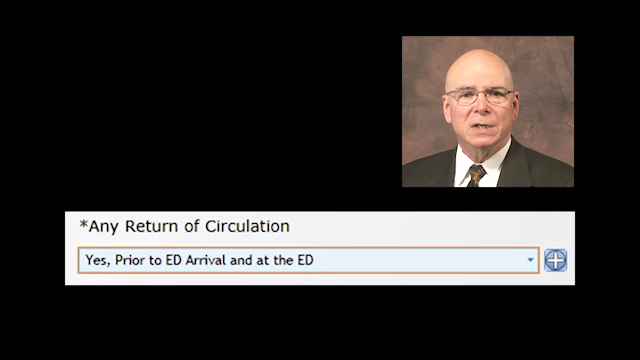 *Any Return of Circulation
Yes, Prior to ED Arrival and at the ED